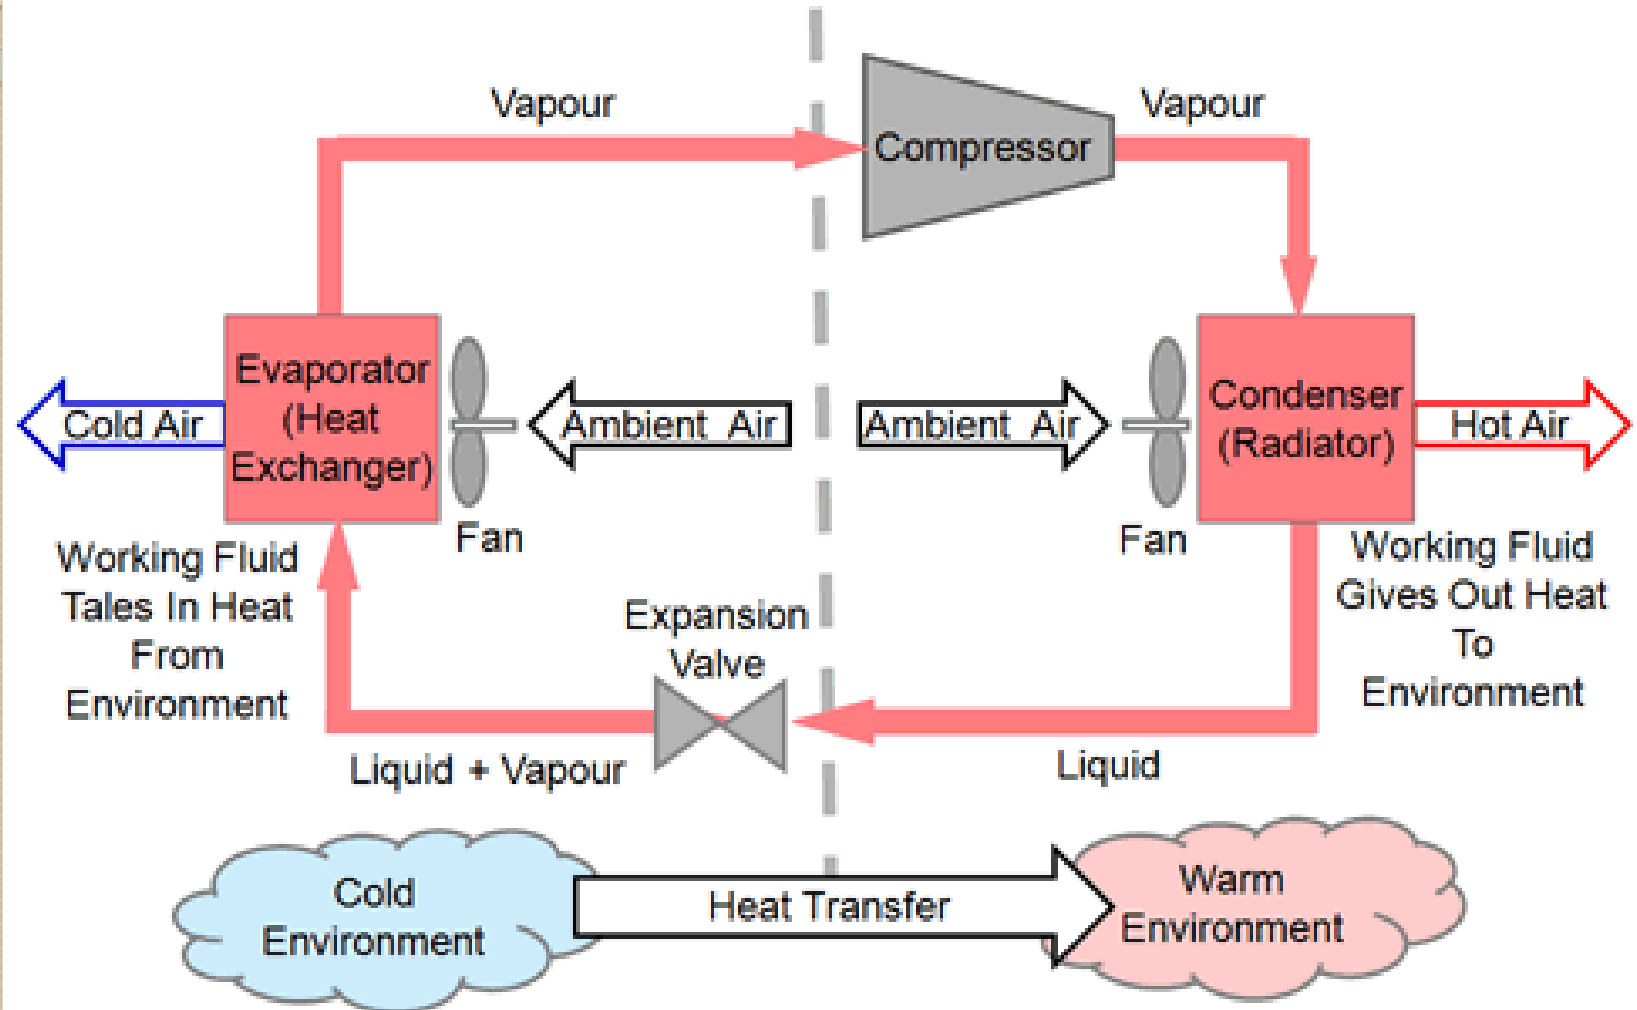 Vapour
Compressor
Vapour
Evaporator
(Heat
Exchanger)
Cold Air
Ambient Air
Ambient Air
Condenser
(Radiator)
Hot Air
Fan
Fan
Working Fluid
Tales In Heat
From
Environment
Working Fluid
Gives Out Heat
To
Environment
Expansion
Valve
Liquid + Vapour
Liquid
Cold
Environment
Heat Transfer
Warm
Environment